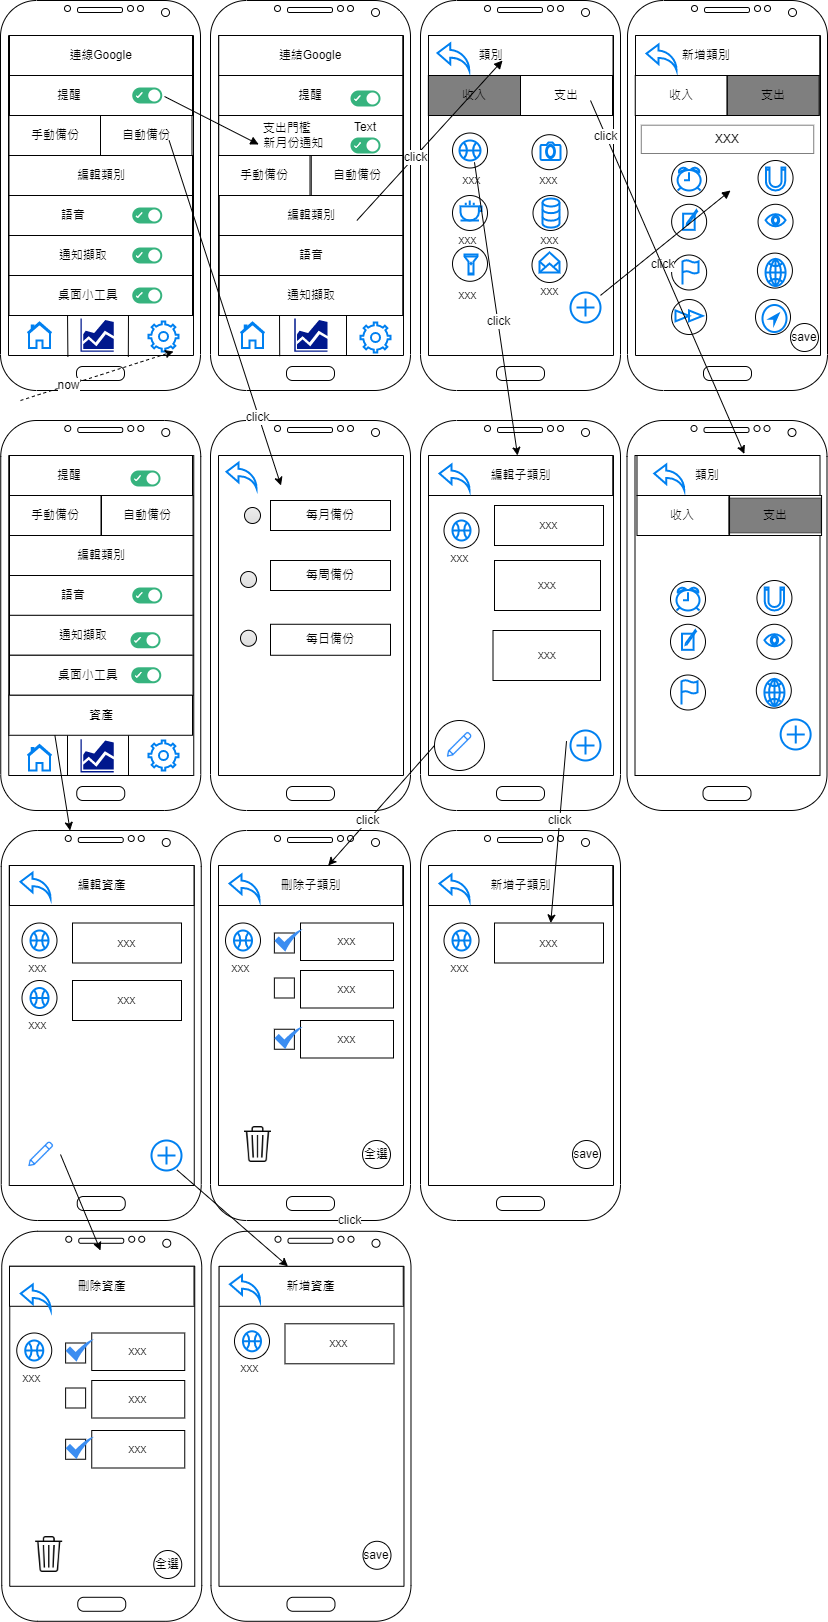 連線Google
提醒
手動備份
自動備份
編輯類別
語音
通知擷取
桌面小工具
now
連結Google
提醒
支出門檻
Text
新月份通知
手動備份
自動備份
編輯類別
語音
通知擷取
click
類別
收入
支出
xxx
xxx
xxx
xxx
xxx
xxx
click
click
新增類別
收入
支出
XXX
click
save
提醒
手動備份
自動備份
編輯類別
語音
通知擷取
桌面小工具
資產
click
每月備份
每周備份
每日備份
編輯子類別
xxx
xxx
xxx
xxx
類別
收入
支出
click
click
編輯資產
xxx
xxx
xxx
xxx
刪除子類別
xxx
xxx
xxx
xxx
全選
新增子類別
xxx
xxx
save
click
刪除資產
xxx
xxx
xxx
xxx
全選
新增資產
xxx
xxx
save